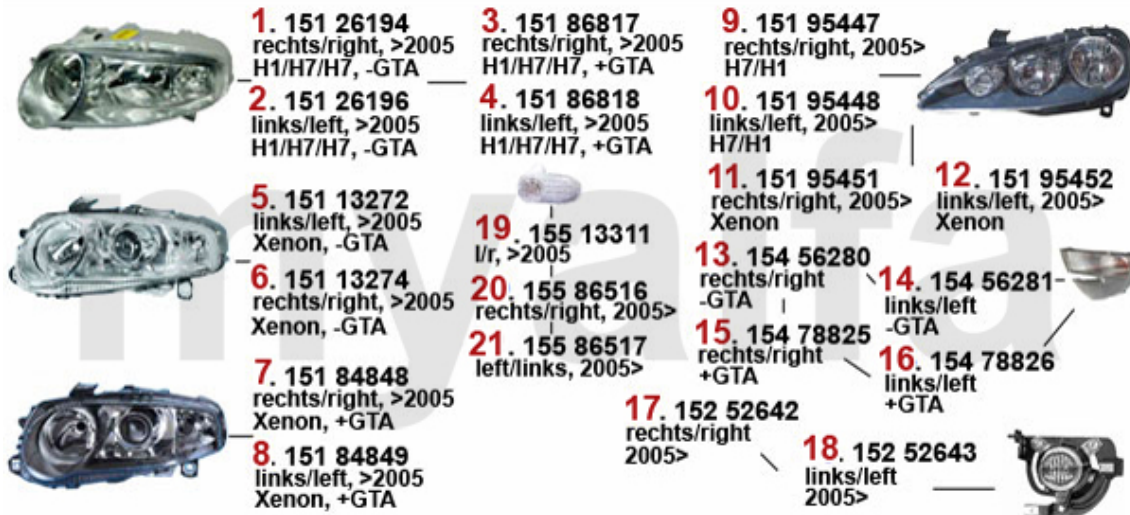 1. 151 26194
rechts/right, >2005
H1/H7/H7, -GTA
2. 151 26196
links/left, >2005
H1/H7/H7, -GTA
3. 151 86817
rechts/right, >2005
H1/H7/H7, +GTA
4. 151 86818
links/left, >2005
H1/H7/H7, +GTA
5. 151 13272
links/left, >2005
Xenon, -GTA
6. 151 13274
rechts/right, >2005
Xenon, -GTA
7. 151 84848
rechts/right, >2005
Xenon, +GTA
8. 151 84849
links/left, >2005
Xenon, +GTA
19. 155 13311
l/r, >2005
20. 155 86516
rechts/right, 2005>
21. 155 86517
left/links, 2005>
9. 151 95447
rechts/right, 2005>
H7/H1
10. 151 95448
links/left, 2005>
H7/H1
11. 151 95451
rechts/right, 2005>
Xenon
12. 151 95452
links/left, 2005>
Xenon
13. 154 56280
rechts/right
-GTA
14. 154 56281
links/left
-GTA
15. 154 78825
rechts/right
+GTA
16. 154 78826
links/left
+GTA
17. 152 52642
rechts/right
2005>
18. 152 52643
links/left
2005>
myalfa